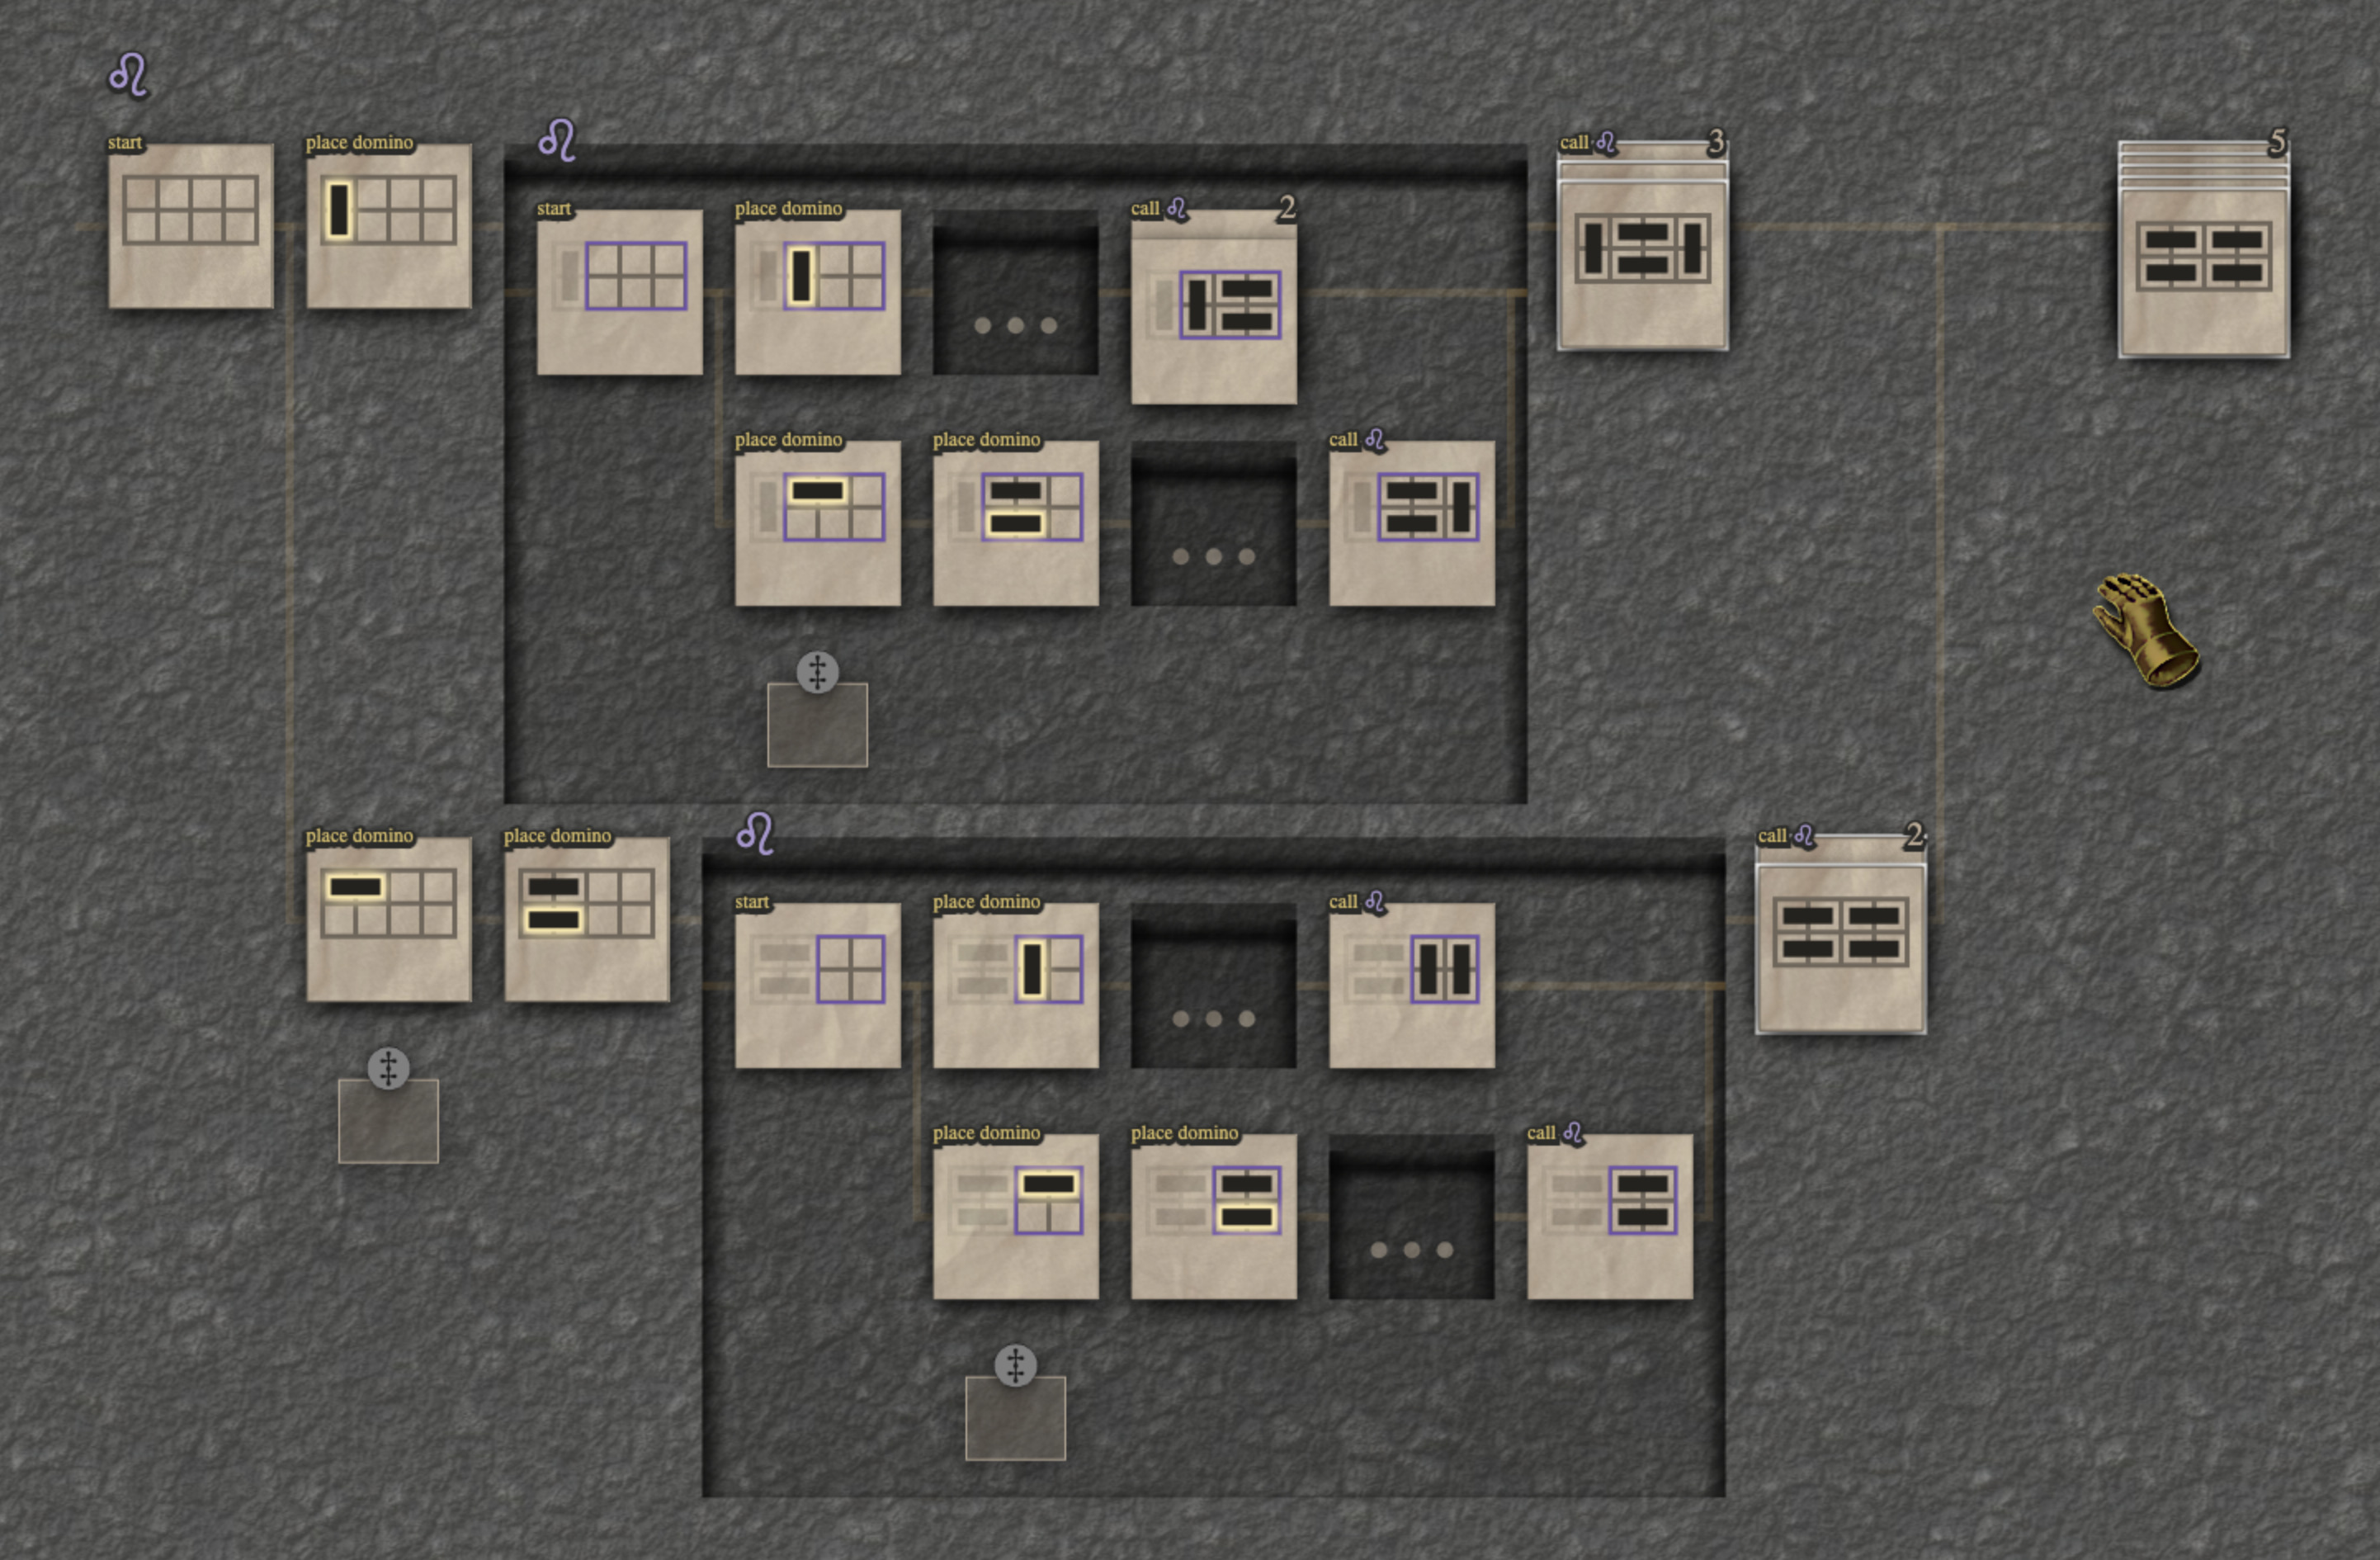 ♌
start
place domino
♌
call ♌ 3
5
start
place domino
call ♌ 2
place domino
place domino
call ♌
place domino
place domino
♌
call ♌ 2
start
place domino
call ♌
place domino
place domino
call ♌